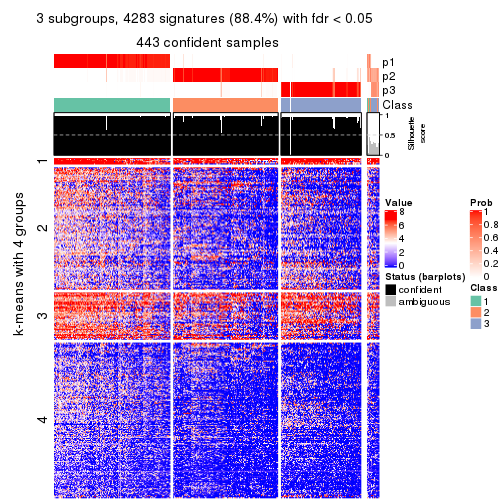 3 subgroups, 4283 signatures (88.4%) with fdr < 0.05
443 confident samples
p1
p2
p3
Class
1
0.5
0
Silhouette
score
k-means with 4 groups
1
2
3
4
Value
8
6
4
2
0
Status (barplots)
confident
ambiguous
Prob
1
0.8
0.6
0.4
0.2
0
Class
1
2
3